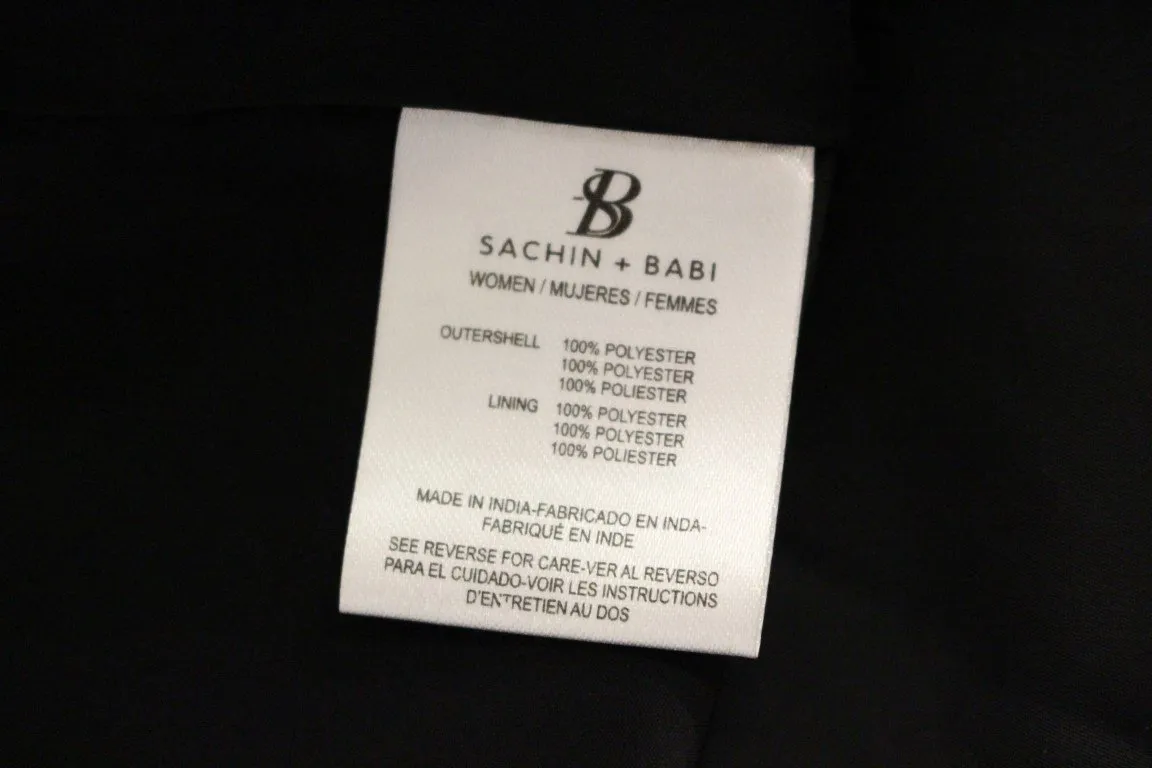 SB
SACHIN + BABI
WOMEN / MUJERES / FEMMES
OUTERSHELL 100% POLYESTER
100% POLYESTER
100% POLIESTER
LINING 100% POLYESTER
100% POLYESTER
100% POLIESTER
MADE IN INDIA-FABRICADO EN INDA-
FABRIQUÉ EN INDE
SEE REVERSE FOR CARE-VER AL REVERSO
PARA EL CUIDADO-VOIR LES INSTRUCTIONS
D'ENTRETIEN AU DOS